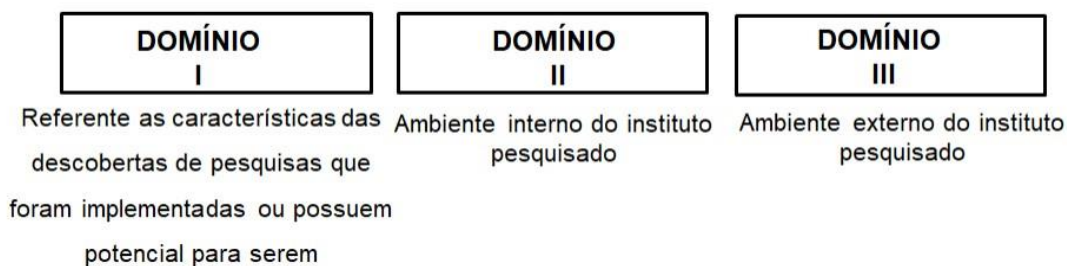 DOMÍNIO
I
Referente as características das
descobertas de pesquisas que
foram implementadas ou possuem
potencial para serem
DOMÍNIO
II
Ambiente interno do instituto
pesquisado
DOMÍNIO
III
Ambiente externo do instituto
pesquisado